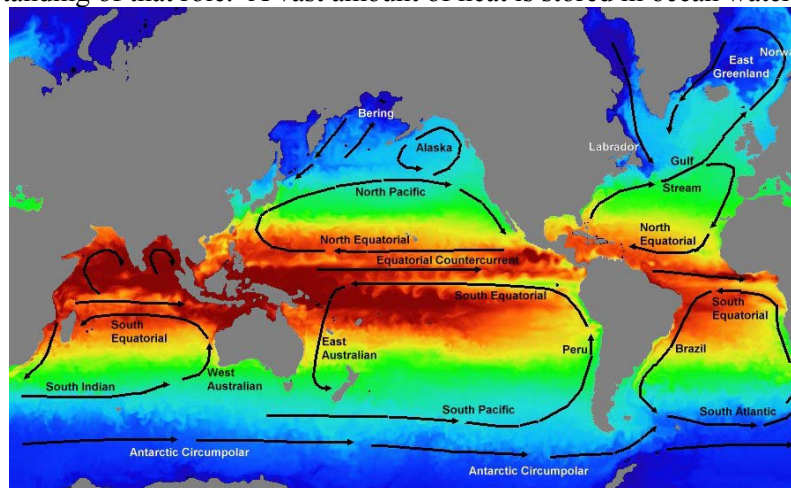 standing of that role. A vast amount of heat is stored in ocean water
Norwa
East
Greenland
Bering
Alaska
Labrador
Gulf
Stream
North Pacific
North Equatorial
North
Equatorial
Equatorial Countercurrent
South Equatorial
South
Equatorial
South
Equatorial
East
Australian
Peru
Brazil
West
Australian
South Indian
South Pacific
South Atlantic
Antarctic Circumpolar
Antarctic Circumpolar